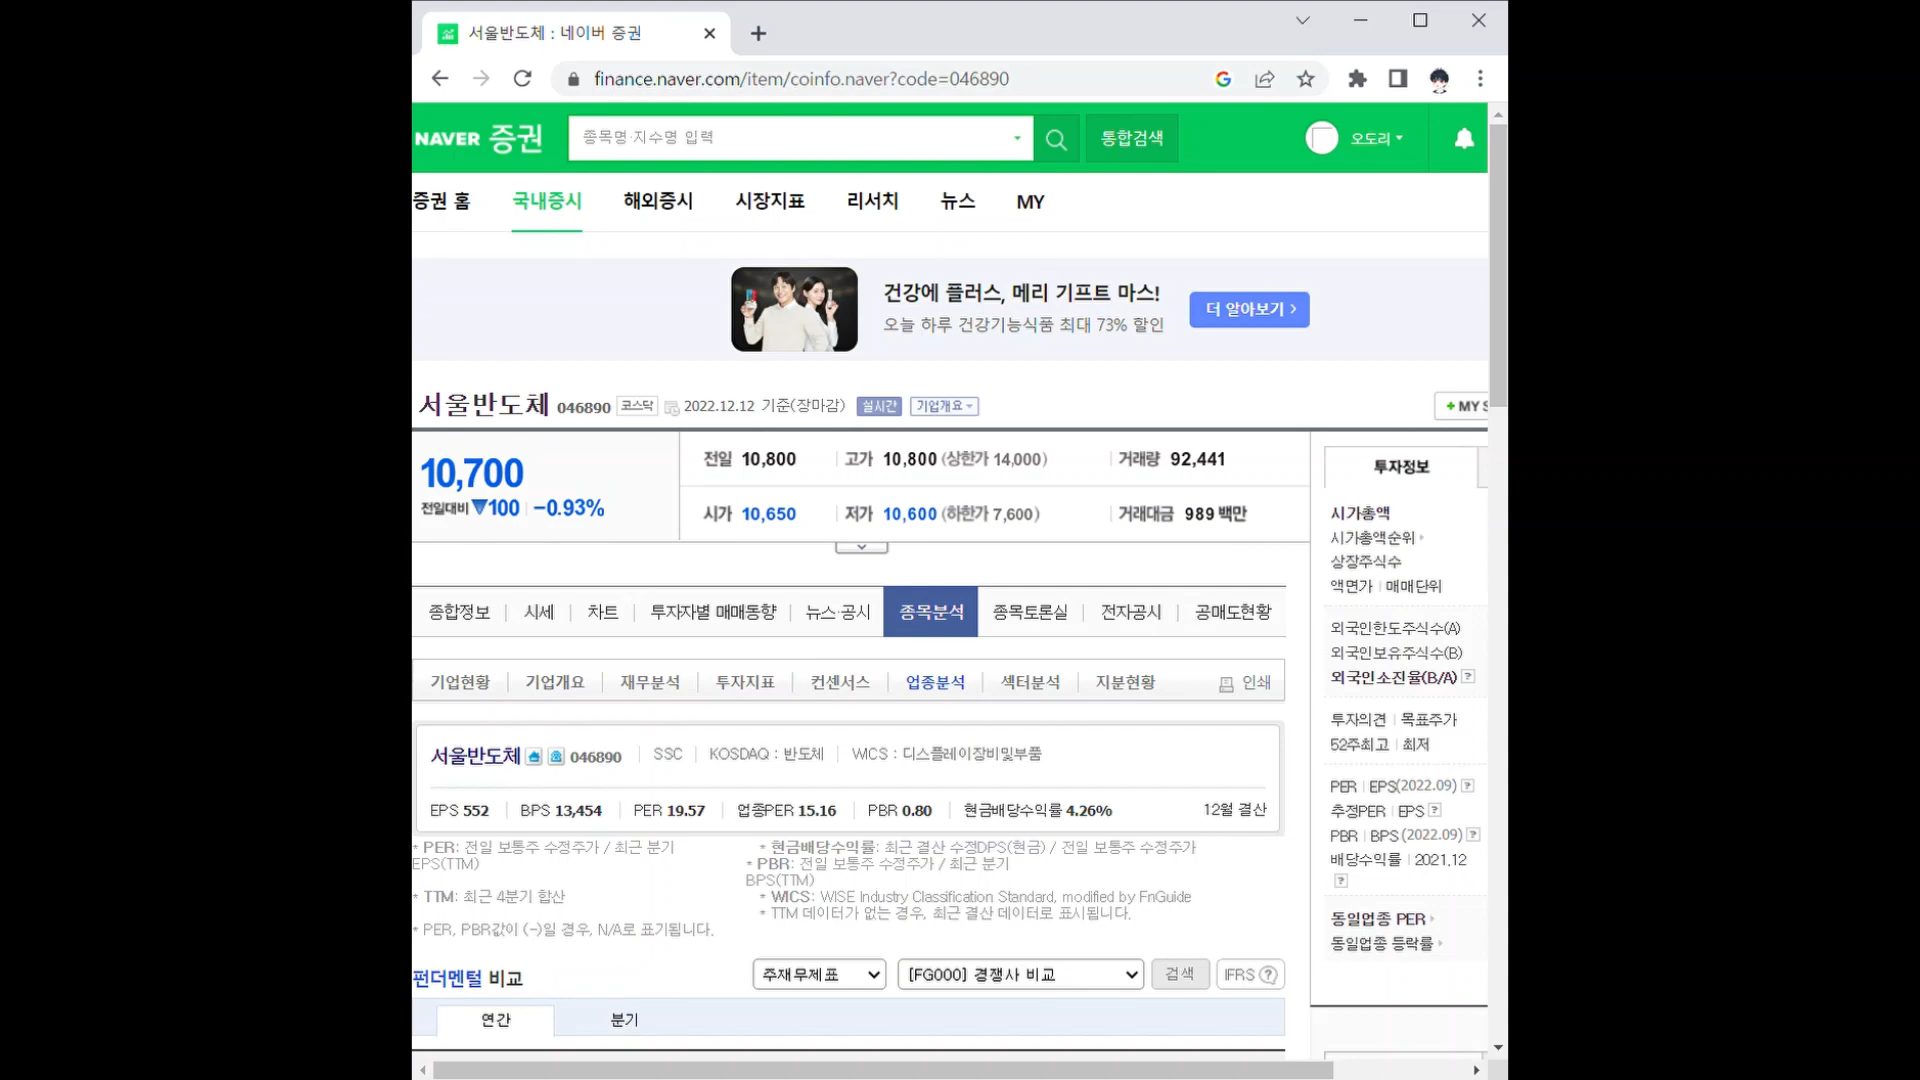 서울반도체 : 네이버 증권
finance.naver.com/item/coinfo.naver?code=046890
NAVER 증권
종목명·지수명 입력
통합검색
오도리
증권 홈 국내증시 해외증시 시장지표 리서치 뉴스 MY
건강에 플러스, 메리 기프트 마스!
오늘 하루 건강기능식품 최대 73% 할인
더 알아보기 >
서울반도체 046890 코스닥 2022.12.12 기준(장마감) 실시간 기업개요
+ MY S
10,700
전일대비 ▼100 -0.93%
전일 10,800 고가 10,800 (상한가 14,000) 거래량 92,441
시가 10,650 저가 10,600 (하한가 7,600) 거래대금 989 백만
종합정보 시세 차트 투자자별 매매동향 뉴스·공시 종목분석 종목토론실 전자공시 공매도현황
기업현황 기업개요 재무분석 투자지표 컨센서스 업종분석 섹터분석 지분현황 인쇄
서울반도체 046890 SSC KOSDAQ : 반도체 WICS : 디스플레이장비및부품
EPS 552 BPS 13,454 PER 19.57 업종PER 15.16 PBR 0.80 현금배당수익률 4.26% 12월 결산
* PER: 전일 보통주 수정주가 / 최근 분기
EPS(TTM)
* TTM: 최근 4분기 합산
* PER, PBR값이 (-)일 경우, N/A로 표기됩니다.
* 현금배당수익률: 최근 결산 수정DPS(현금) / 전일 보통주 수정주가
* PBR: 전일 보통주 수정주가 / 최근 분기
BPS(TTM)
* WICS: WISE Industry Classification Standard, modified by FnGuide
* TTM 데이터가 없는 경우, 최근 결산 데이터로 표시됩니다.
펀더멘털 비교
주재무제표
[FG000] 경쟁사 비교
검색
IFRS ?
연간 분기
투자정보
시가총액
시가총액순위
상장주식수
액면가 매매단위
외국인한도주식수(A)
외국인보유주식수(B)
외국인소진율(B/A) ?
투자의견 목표주가
52주최고 최저
PER EPS(2022.09) ?
추정PER EPS ?
PBR BPS (2022.09) ?
배당수익률 2021.12
?
동일업종 PER
동일업종 등락률